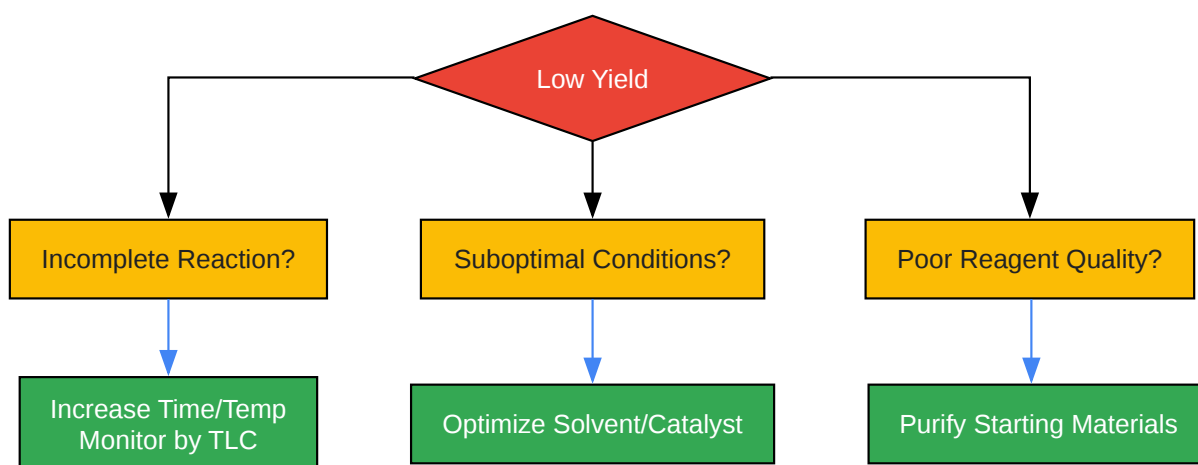 Low Yield
Incomplete Reaction?
Suboptimal Conditions?
Poor Reagent Quality?
Increase Time/Temp
Monitor by TLC
Optimize Solvent/Catalyst
Purify Starting Materials